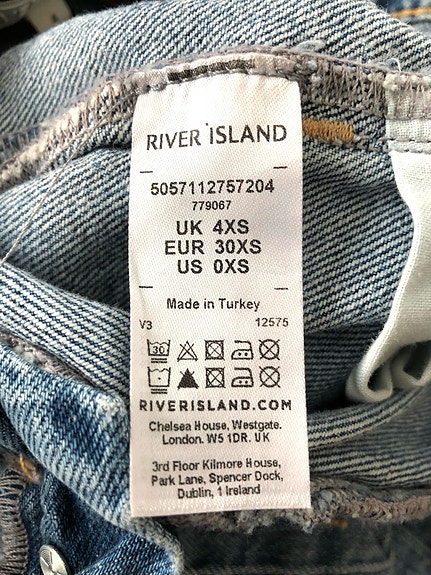 RIVER ISLAND
5057112757204
779067
UK 4XS
EUR 30XS
US 0XS
Made in Turkey
V3 12575
30
RIVERISLAND.COM
Chelsea House, Westgate.
London. W5 1DR. UK
3rd Floor Kilmore House,
Park Lane, Spencer Dock,
Dublin, 1 Ireland